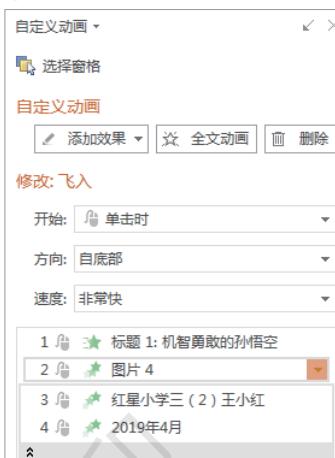 自定义动画
选择窗格
自定义动画
添加效果 全文动画 删除
修改: 飞入
开始: 单击时
方向: 自底部
速度: 非常快
1 标题 1: 机智勇敢的孙悟空
2 图片 4
3 红星小学三（2）王小红
4 2019年4月